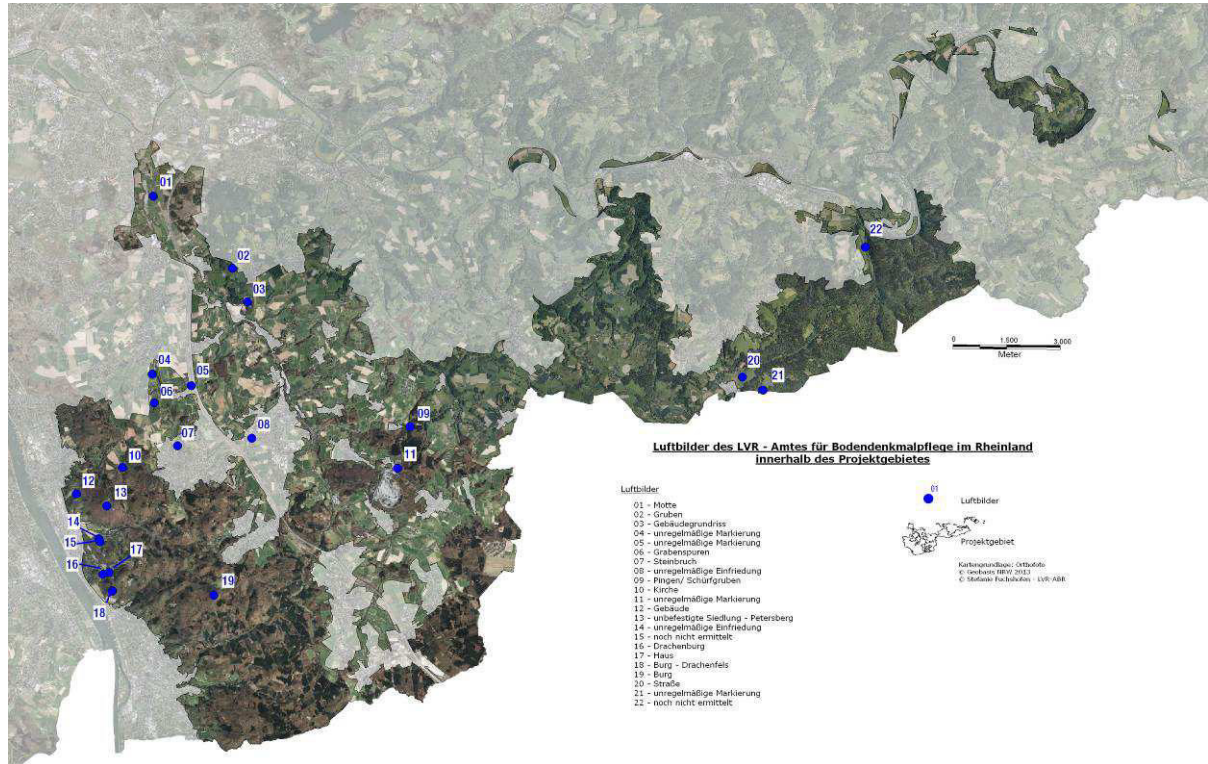 01
02
03
04
05
06
07
08
09
10
11
12
13
14
15
16
17
18
19
20
21
22
0 1.500 3.000
Meter
Luftbilder des LVR - Amtes für Bodendenkmalpflege im Rheinland
innerhalb des Projektgebietes
Luftbilder
01 - Motte
02 - Gruben
03 - Gebäudegrundriss
04 - unregelmäßige Markierung
05 - unregelmäßige Markierung
06 - Grabenspuren
07 - Steinbruch
08 - unregelmäßige Einfriedung
09 - Pingen/ Schürfgruben
10 - Kirche
11 - unregelmäßige Markierung
12 - Gebäude
13 - unbefestigte Siedlung - Petersberg
14 - unregelmäßige Einfriedung
15 - noch nicht ermittelt
16 - Drachenburg
17 - Haus
18 - Burg - Drachenfels
19 - Burg
20 - Straße
21 - unregelmäßige Markierung
22 - noch nicht ermittelt
01
Luftbilder
Projektgebiet
Kartengrundlage: Orthofoto
© Geobasis NRW 2013
© Stefanie Fuchshofen - LVR-ABR